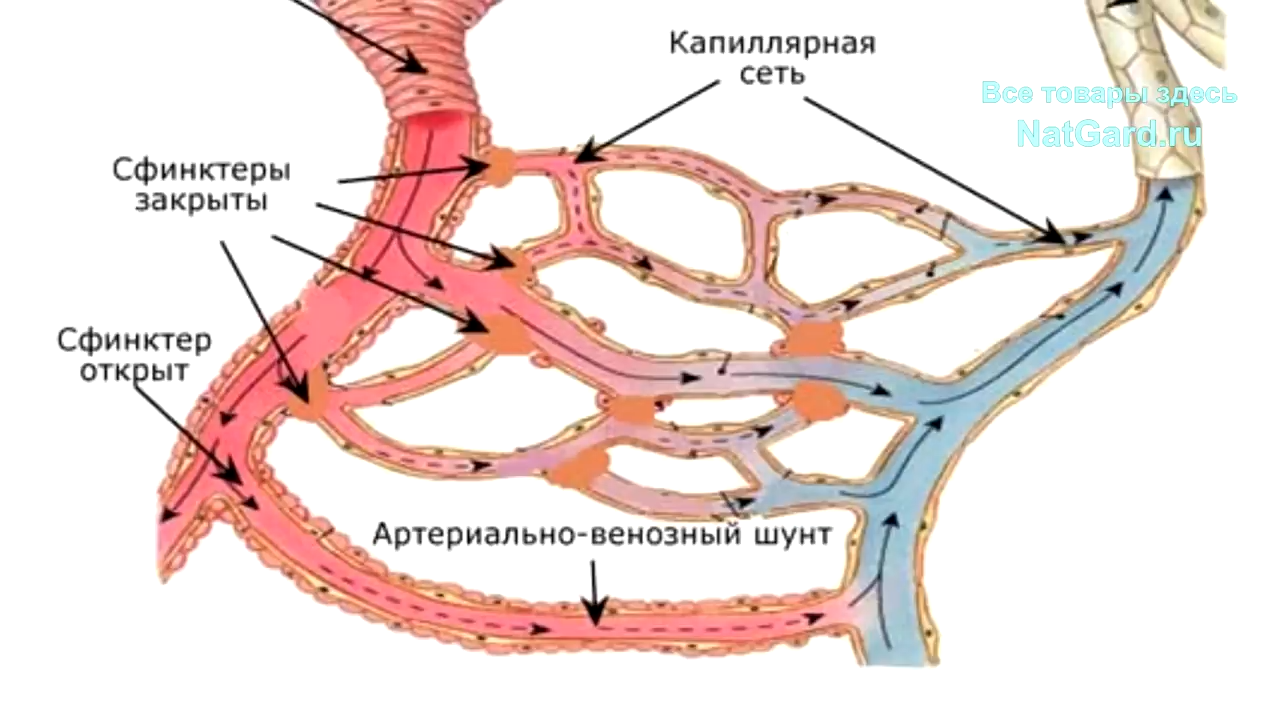 Капиллярная
сеть
Все товары здесь
NatGard.ru
Сфинктеры
закрыты
Сфинктер
открыт
Артериально-венозный шунт